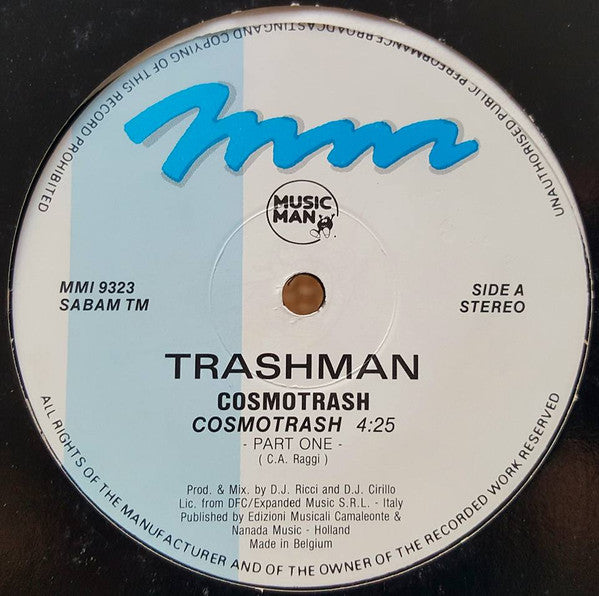 mm
MUSIC
MAN
MMI 9323
SABAM TM
SIDE A
STEREO
TRASHMAN
COSMOTRASH
COSMOTRASH 4:25
- PART ONE -
( C.A. Raggi )
Prod. & Mix. by D.J. Ricci and D.J. Cirillo
Lic. from DFC/Expanded Music S.R.L. - Italy
Published by Edizioni Musicali Camaleonte &
Nanada Music - Holland
Made in Belgium
ALL RIGHTS OF THE MANUFACTURER AND OF THE OWNER OF THE RECORDED WORK RESERVED
UNAUTHORISED PUBLIC PERFORMANCE BROADCASTING AND COPYING OF THIS RECORD PROHIBITED